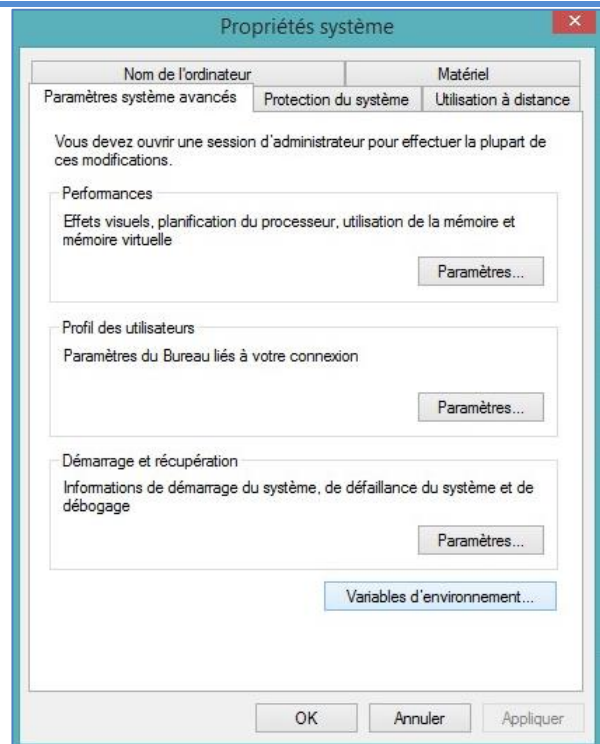 Propriétés système
Nom de l'ordinateur
Matériel
Paramètres système avancés
Protection du système
Utilisation à distance
Vous devez ouvrir une session d'administrateur pour effectuer la plupart de
ces modifications.
Performances
Effets visuels, planification du processeur, utilisation de la mémoire et
mémoire virtuelle
Paramètres...
Profil des utilisateurs
Paramètres du Bureau liés à votre connexion
Paramètres...
Démarrage et récupération
Informations de démarrage du système, de défaillance du système et de
débogage
Paramètres...
Variables d'environnement...
OK
Annuler
Appliquer